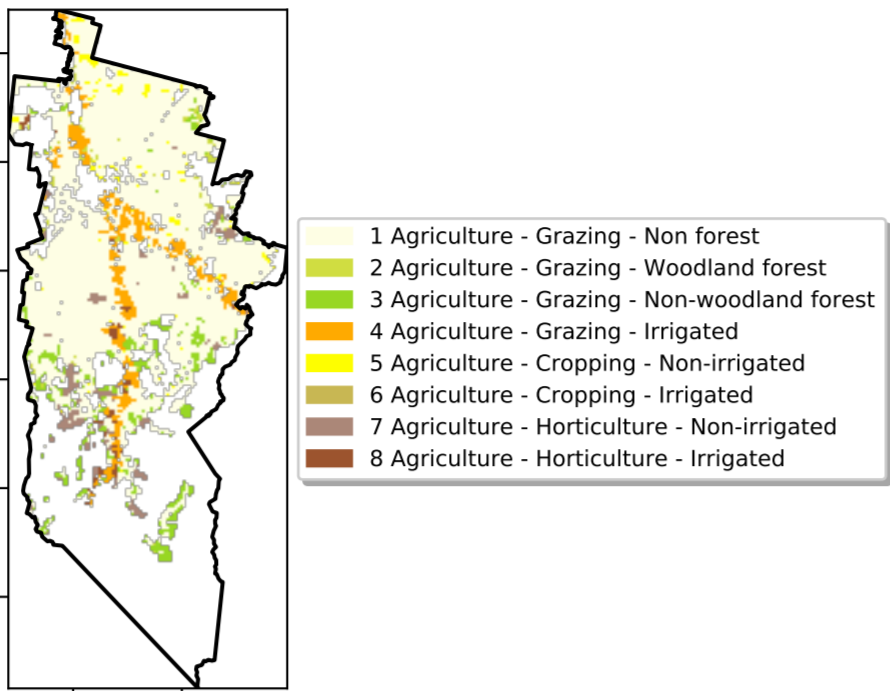 1 Agriculture - Grazing - Non forest
2 Agriculture - Grazing - Woodland forest
3 Agriculture - Grazing - Non-woodland forest
4 Agriculture - Grazing - Irrigated
5 Agriculture - Cropping - Non-irrigated
6 Agriculture - Cropping - Irrigated
7 Agriculture - Horticulture - Non-irrigated
8 Agriculture - Horticulture - Irrigated